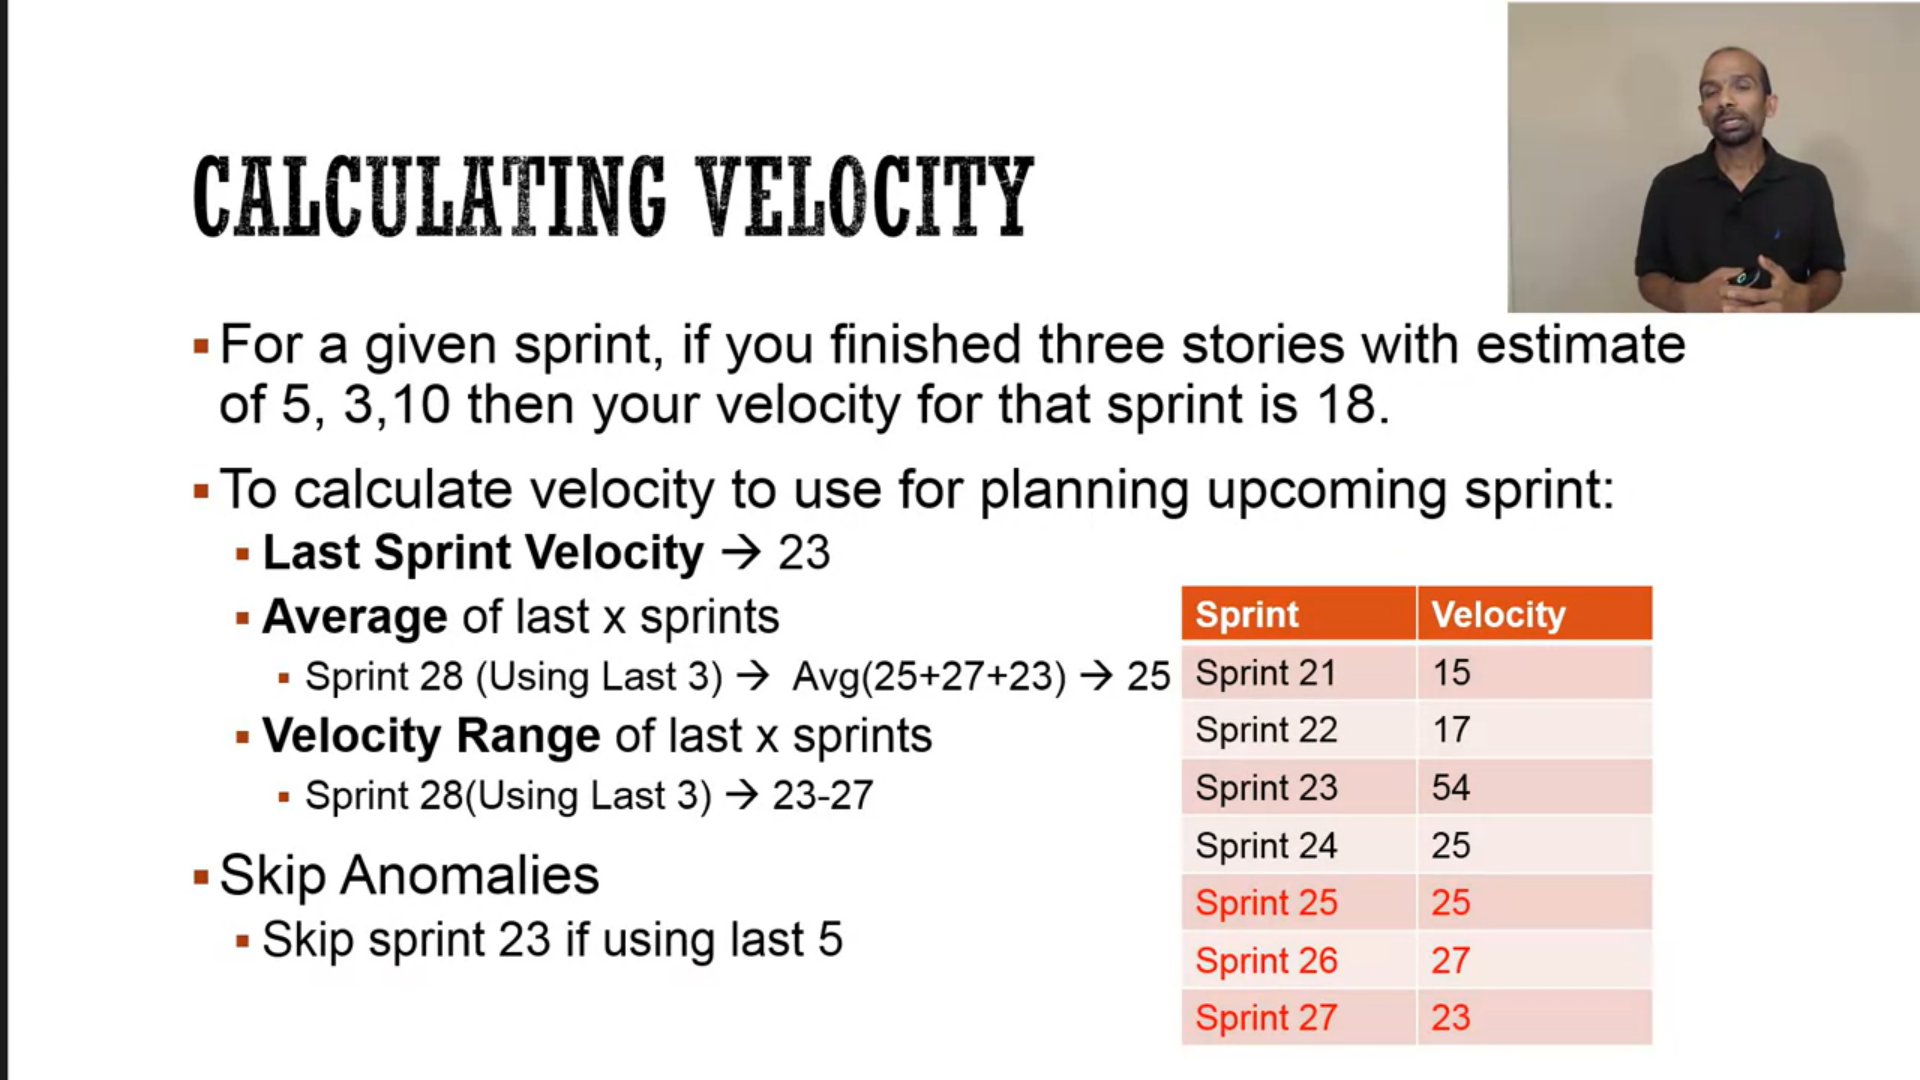 CALCULATING VELOCITY
▪ For a given sprint, if you finished three stories with estimate
of 5, 3,10 then your velocity for that sprint is 18.
▪ To calculate velocity to use for planning upcoming sprint:
▪ Last Sprint Velocity → 23
▪ Average of last x sprints
▪ Sprint 28 (Using Last 3) → Avg(25+27+23) → 25
▪ Velocity Range of last x sprints
▪ Sprint 28(Using Last 3) → 23-27
▪ Skip Anomalies
▪ Skip sprint 23 if using last 5
Sprint Velocity
Sprint 21 15
Sprint 22 17
Sprint 23 54
Sprint 24 25
Sprint 25 25
Sprint 26 27
Sprint 27 23